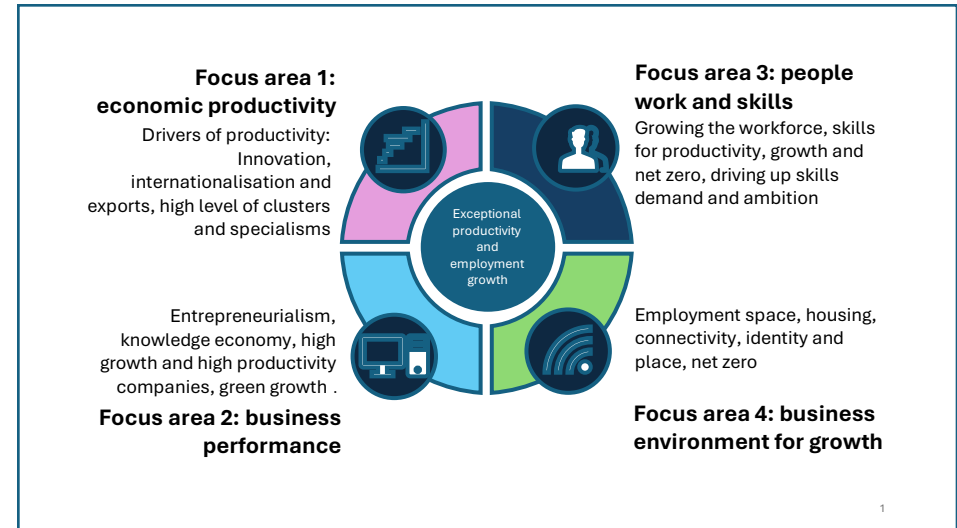 Focus area 1:
economic productivity
Drivers of productivity:
Innovation,
internationalisation and
exports, high level of clusters
and specialisms
Focus area 3: people
work and skills
Growing the workforce, skills
for productivity, growth and
net zero, driving up skills
demand and ambition
Exceptional
productivity
and
employment
growth
Entrepreneurialism,
knowledge economy, high
growth and high productivity
companies, green growth .
Focus area 2: business
performance
Employment space, housing,
connectivity, identity and
place, net zero
Focus area 4: business
environment for growth
1